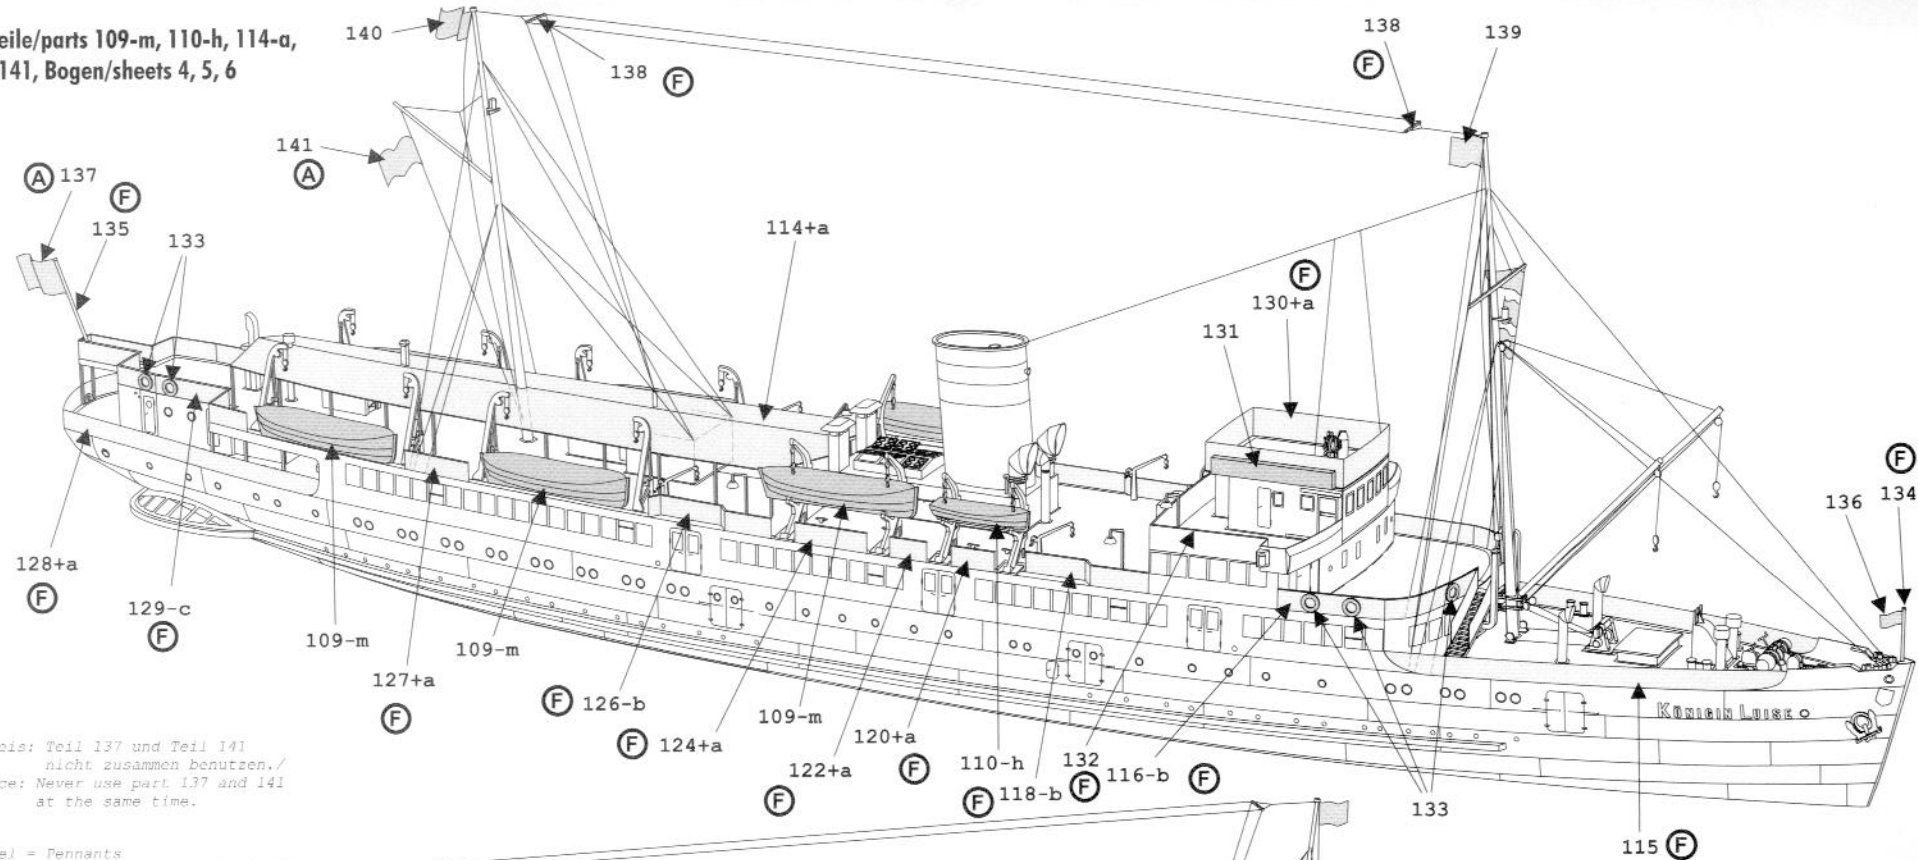 eile/parts 109-m, 110-h, 114-a,
141, Bogen/sheets 4, 5, 6
140
138 F
138
F
139
141
A
A 137
F
135
133
114+a
F
130+a
131
F
136
134
128+a
F
129-c
F
109-m
127+a
F
109-m
F 126-b
F 124+a
109-m
122+a
F
120+a
F
110-h
F 118-b
132
F
116-b
F
133
115 F
KÖNIGIN LUISE
eis: Teil 137 und Teil 141
nicht zusammen benutzen./
ce: Never use part 137 and 141
at the same time.
el = Pennants